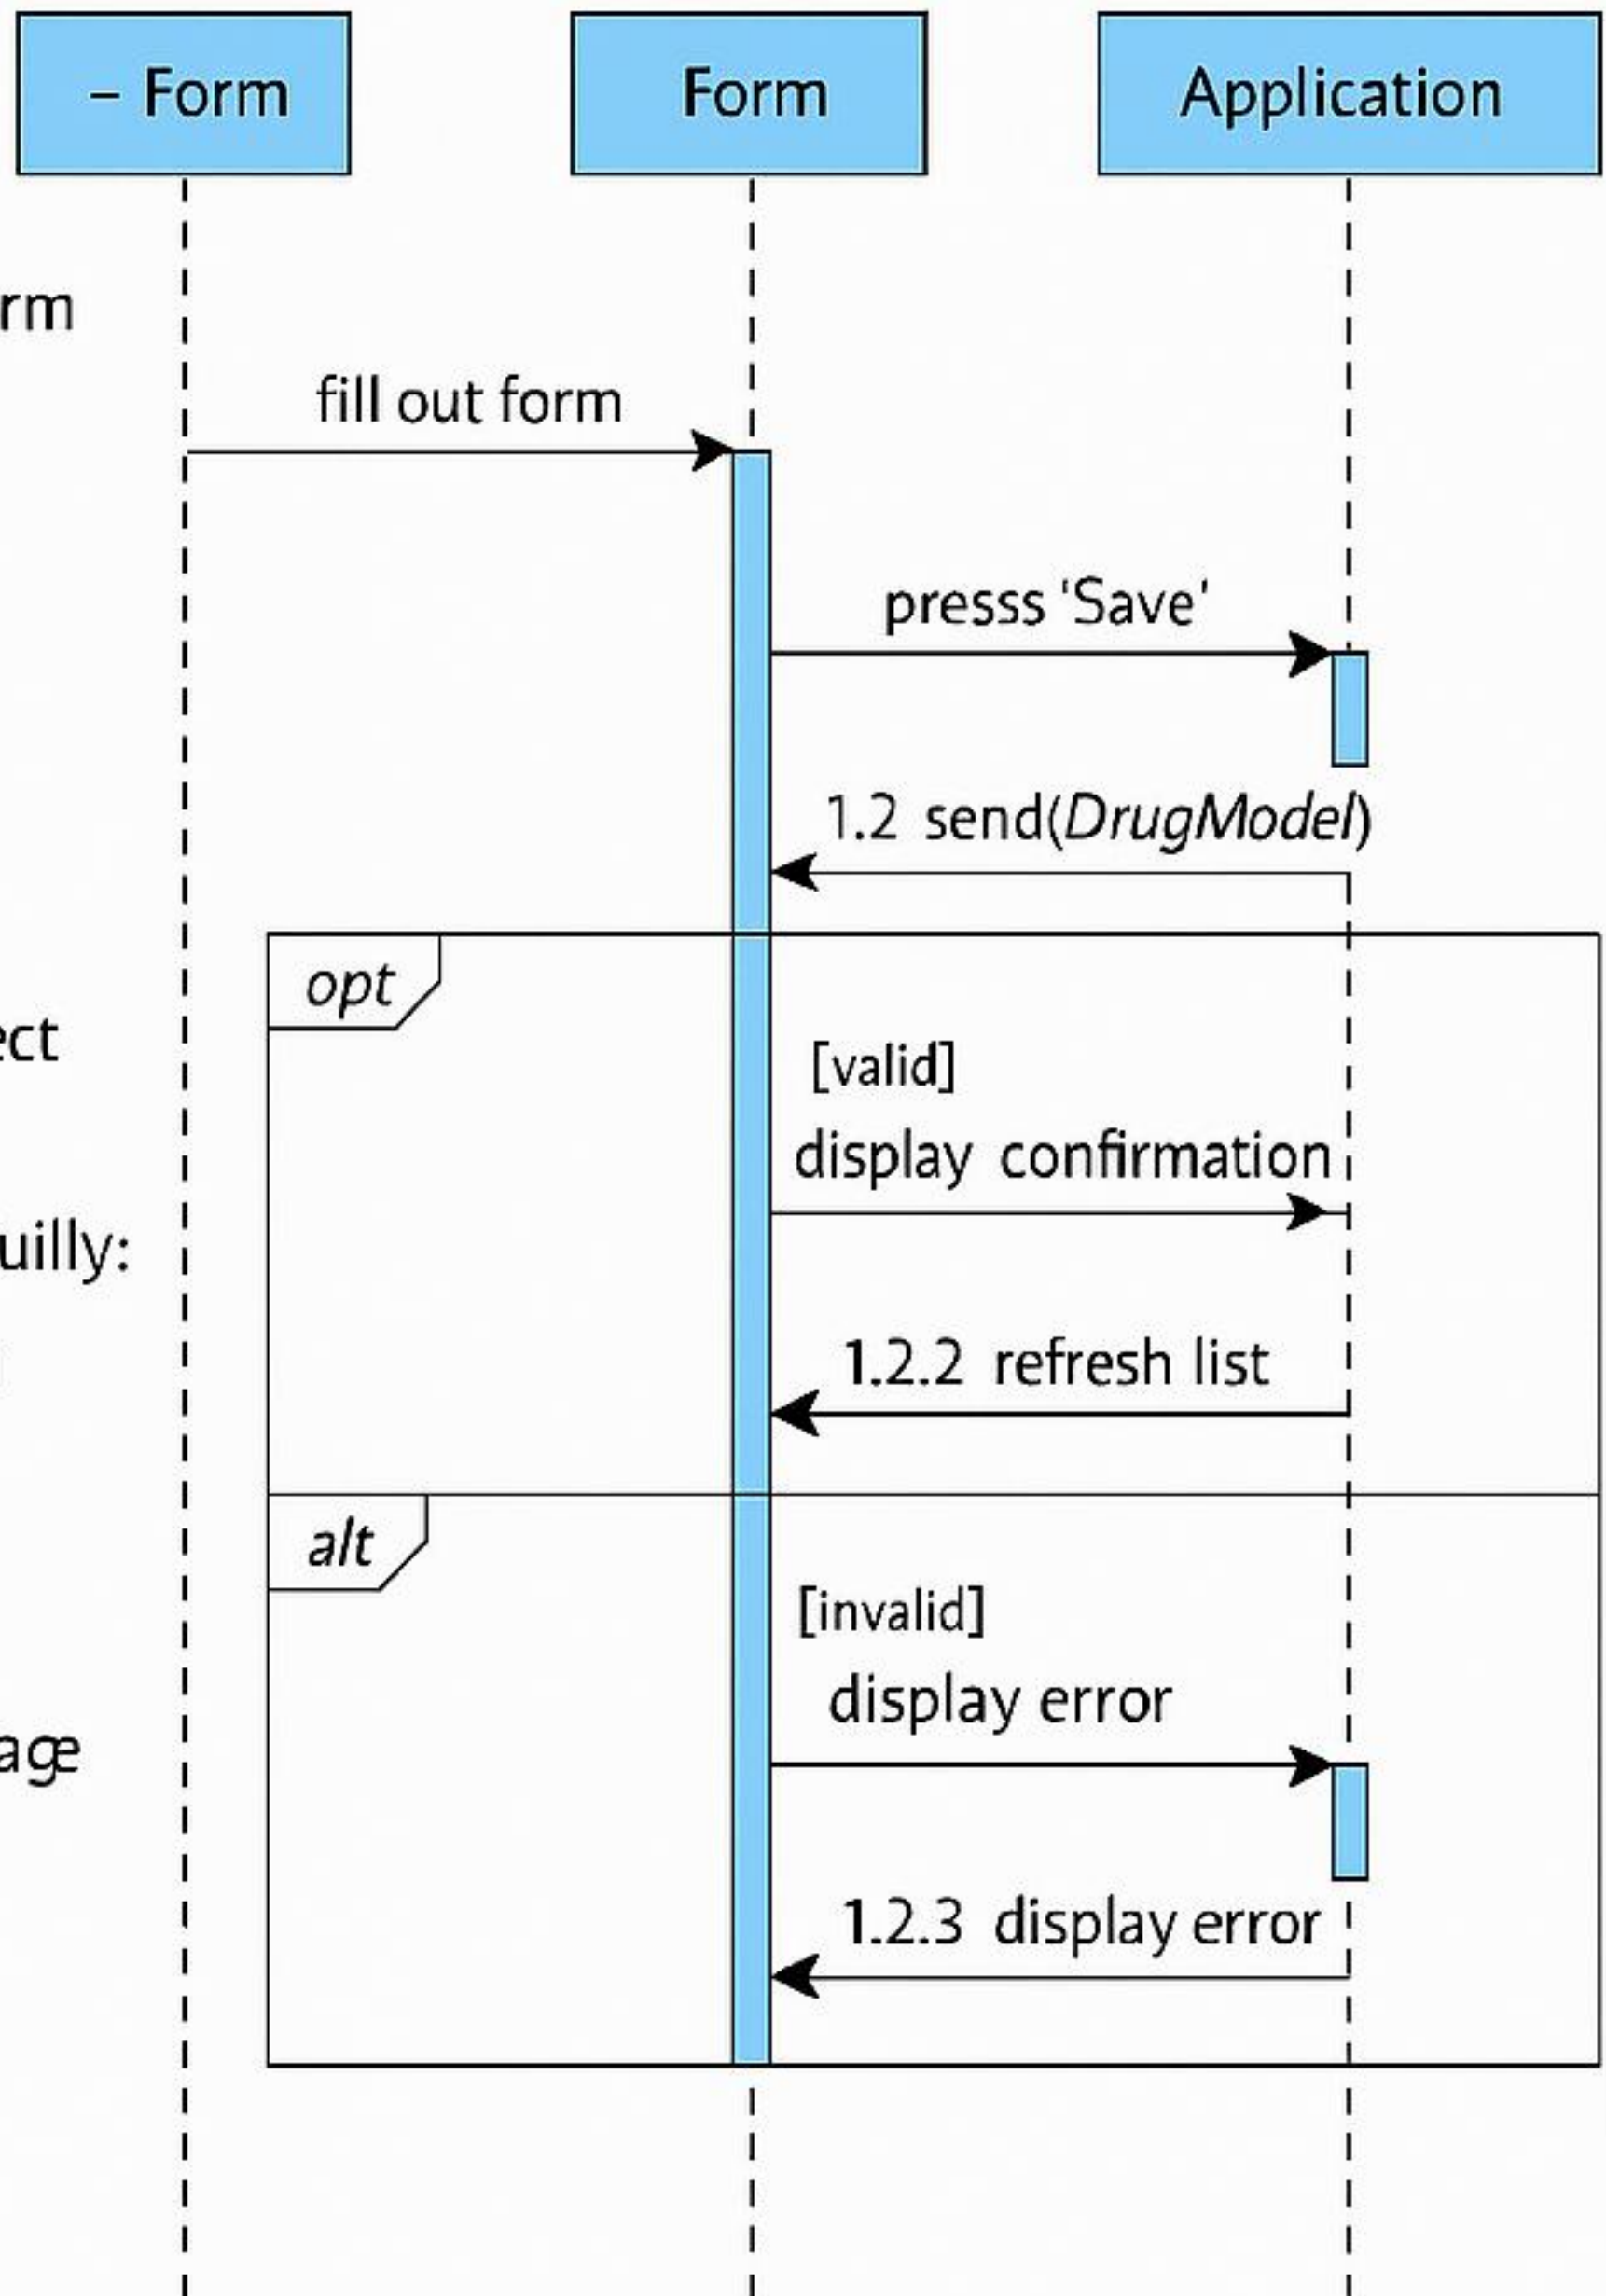 – Form
Form
Application
rm
fill out form
presss 'Save'
1.2 send(DrugModel)
opt
ect
[valid]
display confirmation
uilly:
1.2.2 refresh list
alt
[invalid]
display error
age
1.2.3 display error